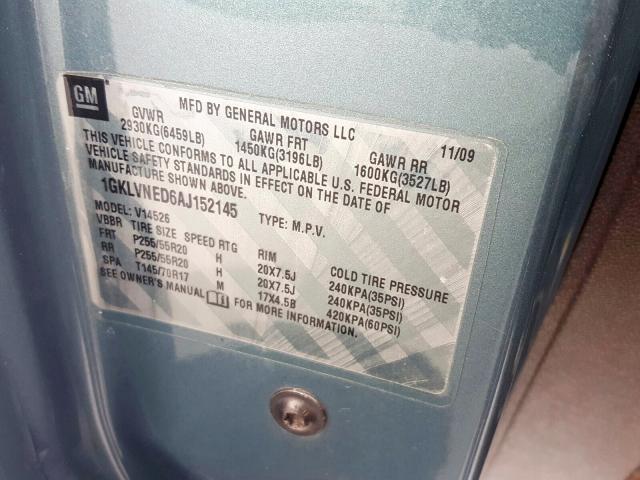 GM
MFD BY GENERAL MOTORS LLC 11/09
GVWR GAWR FRT GAWR RR
2930KG(6459LB) 1450KG(3196LB) 1600KG(3527LB)
THIS VEHICLE CONFORMS TO ALL APPLICABLE U.S. FEDERAL MOTOR
VEHICLE SAFETY STANDARDS IN EFFECT ON THE DATE OF
MANUFACTURE SHOWN ABOVE.
1GKLVNED6AJ152145 TYPE: M.P.V.
MODEL: V14526
VBBR TIRE SIZE SPEED RTG RIM COLD TIRE PRESSURE
FRT P255/55R20 H 20X7.5J 240KPA(35PSI)
RR P255/55R20 H 20X7.5J 240KPA(35PSI)
SPA T145/70R17 M 17X4.5B 420KPA(60PSI)
SEE OWNER'S MANUAL FOR MORE INFORMATION.